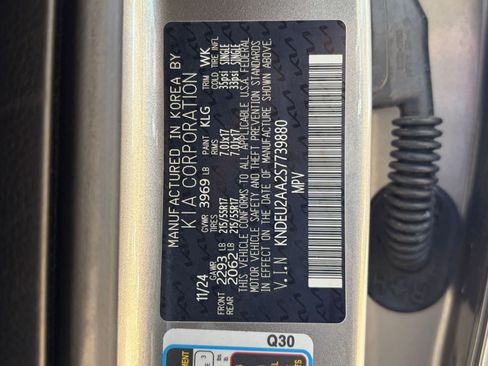 MANUFACTURED IN KOREA BY
KIA CORPORATION
11/24 GVWR 3969 LB PAINT KLG TRIM WK
GAWR TIRES RIMS COLD TIRE INFL
FRONT 2293 LB 215/55R17 7.0Jx17 35psi SINGLE
REAR 2062 LB 215/55R17 7.0Jx17 33psi SINGLE
THIS VEHICLE CONFORMS TO ALL APPLICABLE U.S.A. FEDERAL
MOTOR VEHICLE SAFETY AND THEFT PREVENTION STANDARDS
IN EFFECT ON THE DATE OF MANUFACTURE SHOWN ABOVE.
V.I.N KNDEU2AA2S7739880
MPV
Q30